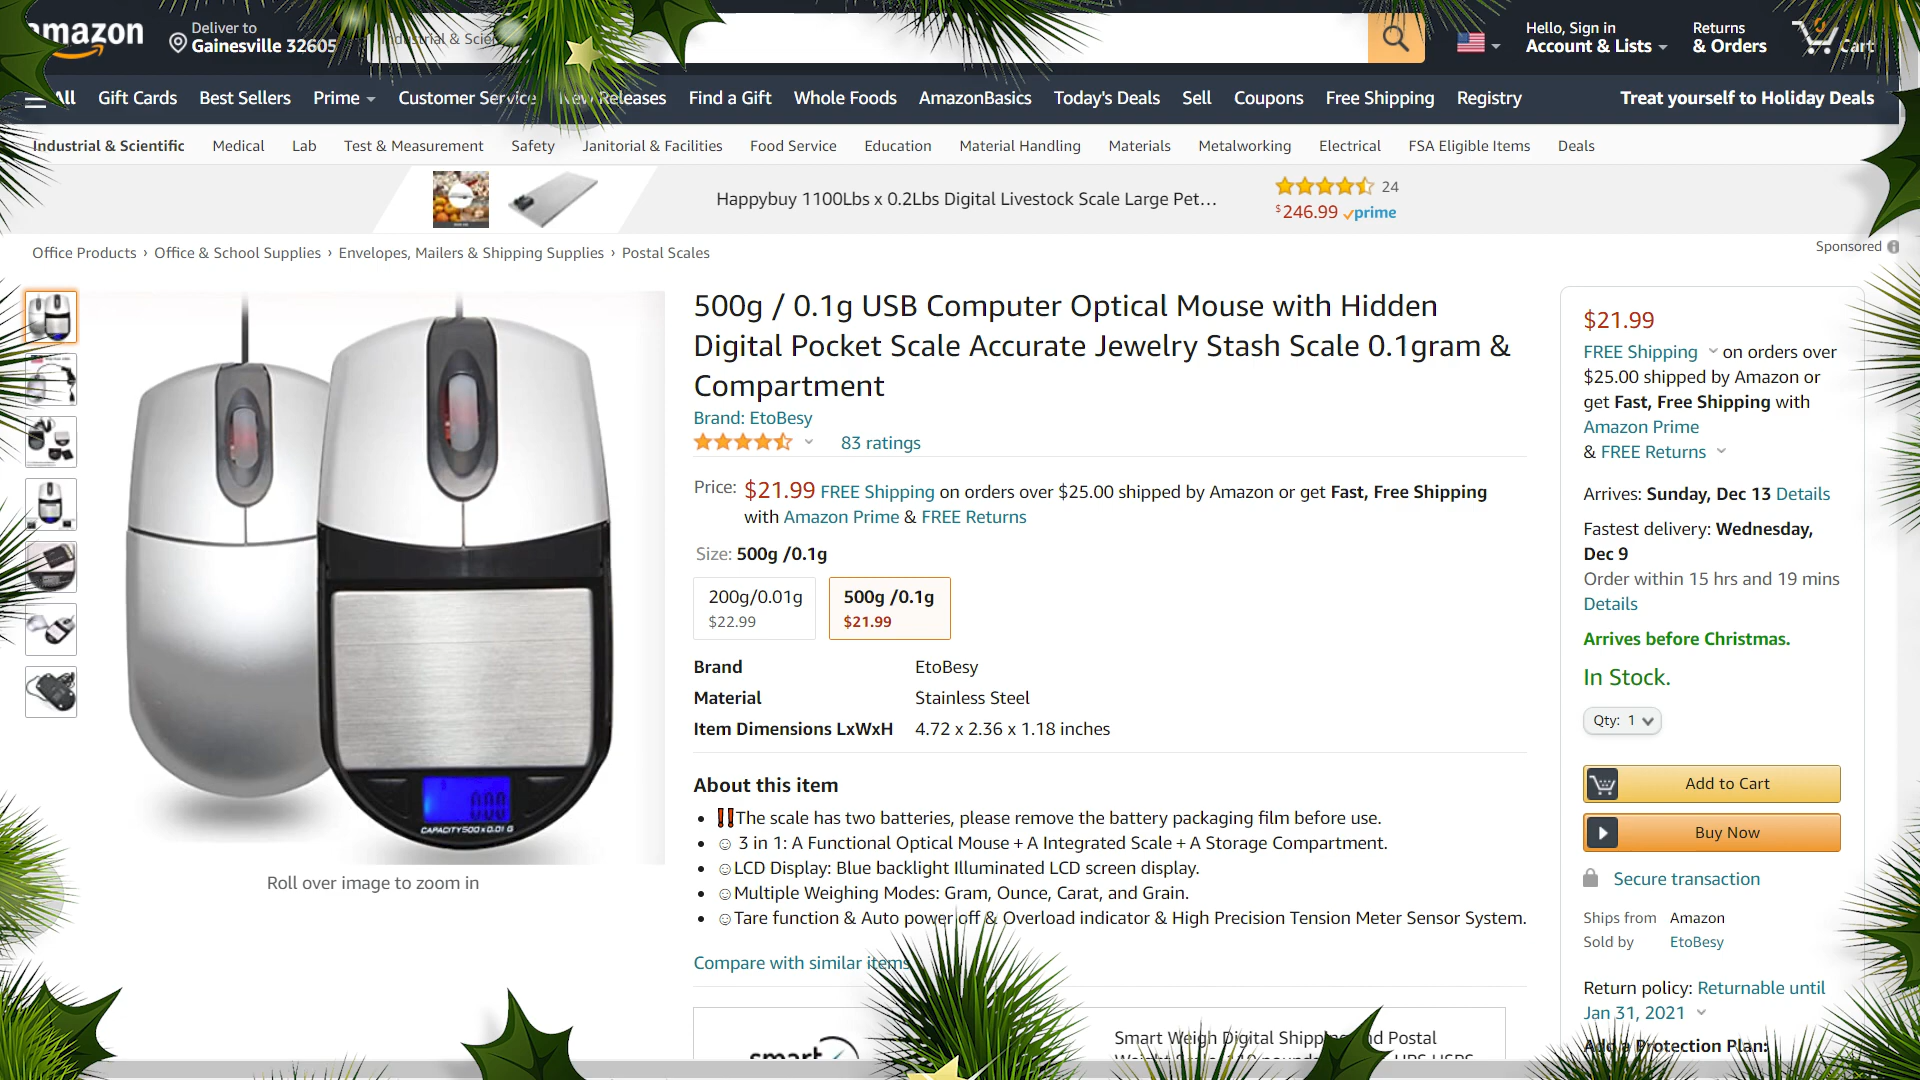 amazon
Deliver to
Gainesville 32605
Hello, Sign in
Account & Lists
Returns
& Orders
0
Cart
All
Gift Cards
Best Sellers
Prime
Customer Service
New Releases
Find a Gift
Whole Foods
AmazonBasics
Today's Deals
Sell
Coupons
Free Shipping
Registry
Treat yourself to Holiday Deals
Industrial & Scientific
Medical
Lab
Test & Measurement
Safety
Janitorial & Facilities
Food Service
Education
Material Handling
Materials
Metalworking
Electrical
FSA Eligible Items
Deals
Happybuy 1100Lbs x 0.2Lbs Digital Livestock Scale Large Pet…
24
$246.99 prime
Sponsored
Office Products › Office & School Supplies › Envelopes, Mailers & Shipping Supplies › Postal Scales
500g / 0.1g USB Computer Optical Mouse with Hidden
Digital Pocket Scale Accurate Jewelry Stash Scale 0.1gram &
Compartment
Brand: EtoBesy
83 ratings
Price: $21.99 FREE Shipping on orders over $25.00 shipped by Amazon or get Fast, Free Shipping
with Amazon Prime & FREE Returns
Size: 500g /0.1g
200g/0.01g
$22.99
500g /0.1g
$21.99
Brand EtoBesy
Material Stainless Steel
Item Dimensions LxWxH 4.72 x 2.36 x 1.18 inches
About this item
• ‼The scale has two batteries, please remove the battery packaging film before use.
• ☺ 3 in 1: A Functional Optical Mouse + A Integrated Scale + A Storage Compartment.
• ☺LCD Display: Blue backlight Illuminated LCD screen display.
• ☺Multiple Weighing Modes: Gram, Ounce, Carat, and Grain.
• ☺Tare function & Auto power off & Overload indicator & High Precision Tension Meter Sensor System.
Compare with similar items
000
CAPACITY 500 x 0.01 G
Roll over image to zoom in
smart
Smart Weigh Digital Shipping and Postal
$21.99
FREE Shipping on orders over
$25.00 shipped by Amazon or
get Fast, Free Shipping with
Amazon Prime
& FREE Returns
Arrives: Sunday, Dec 13 Details
Fastest delivery: Wednesday,
Dec 9
Order within 15 hrs and 19 mins
Details
Arrives before Christmas.
In Stock.
Qty: 1
Add to Cart
Buy Now
Secure transaction
Ships from Amazon
Sold by EtoBesy
Return policy: Returnable until
Jan 31, 2021
Add a Protection Plan: